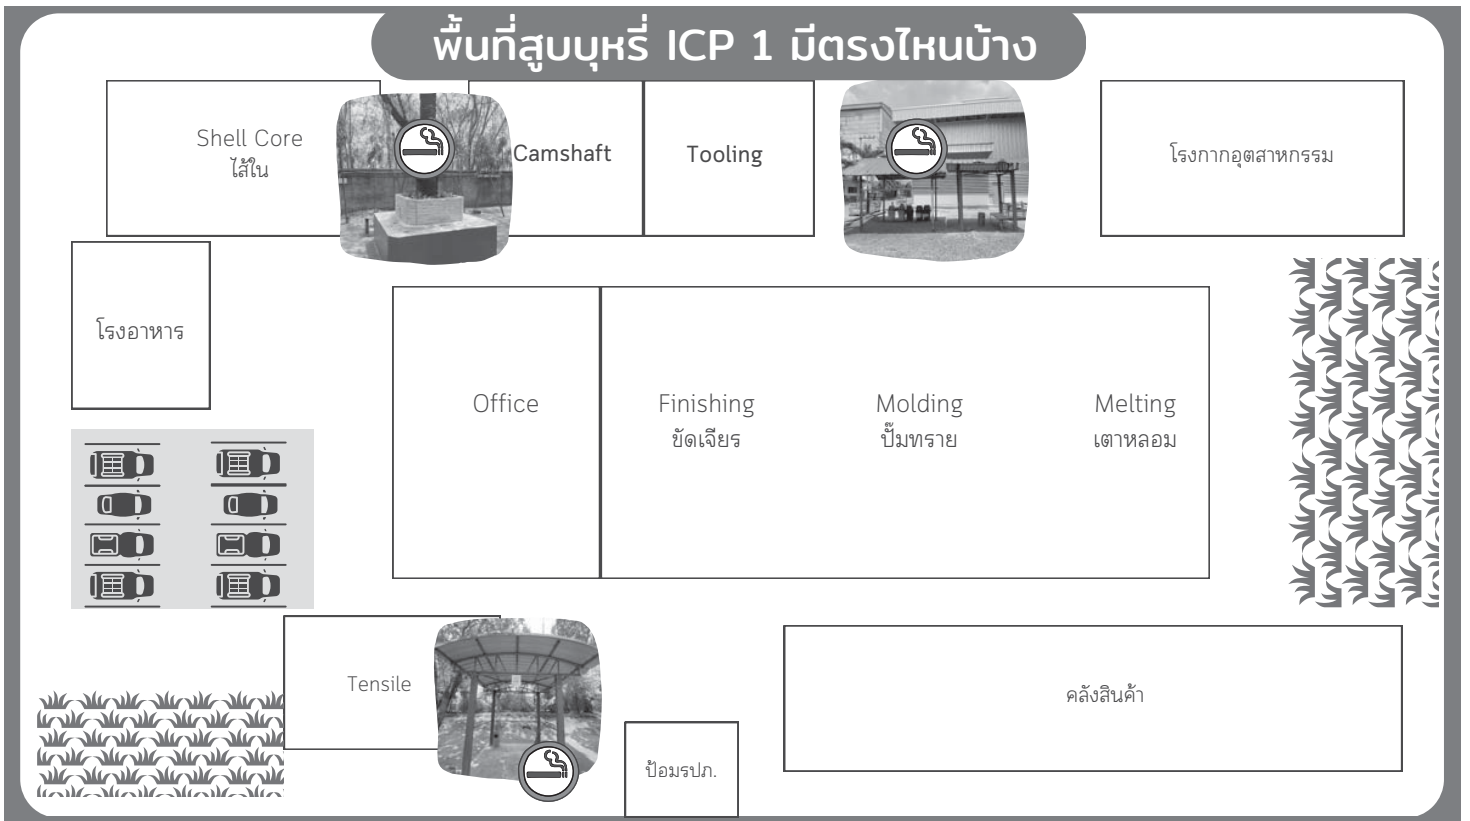 พื้นที่สูบบุหรี่ ICP 1 มีตรงไหนบ้าง
Shell Core
ไส้ใน
Camshaft
Tooling
โรงกากอุตสาหกรรม
โรงอาหาร
Office
Finishing
ขัดเจียร
Molding
ปั๊มทราย
Melting
เตาหลอม
Tensile
คลังสินค้า
ป้อมรปภ.